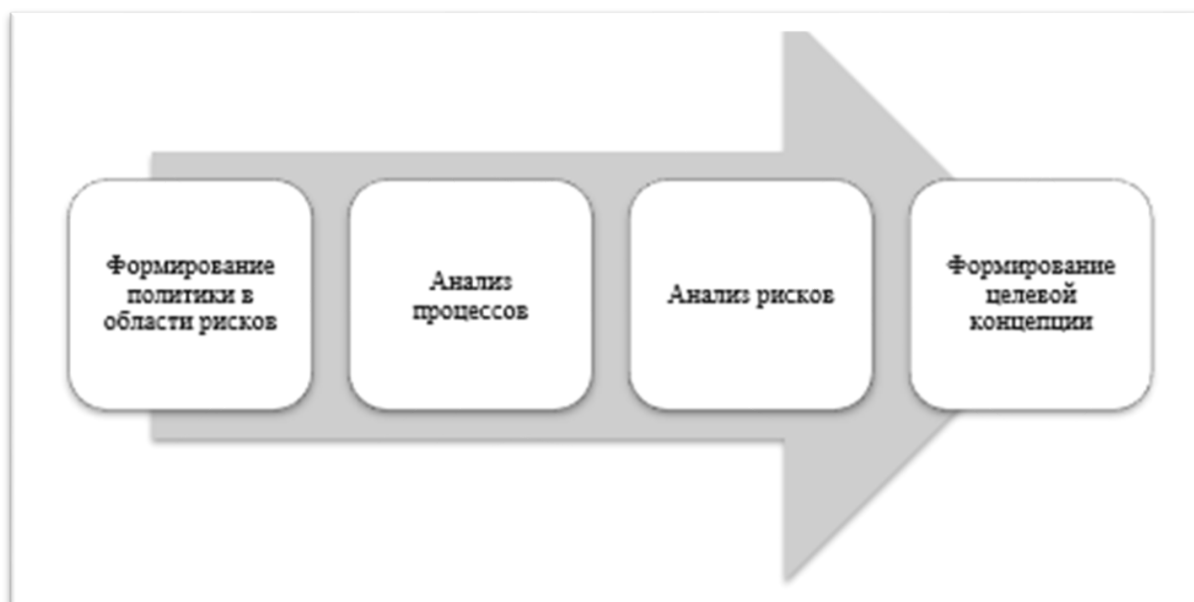 Формирование
политики в
области рисков
Анализ
процессов
Анализ рисков
Формирование
целевой
концепции